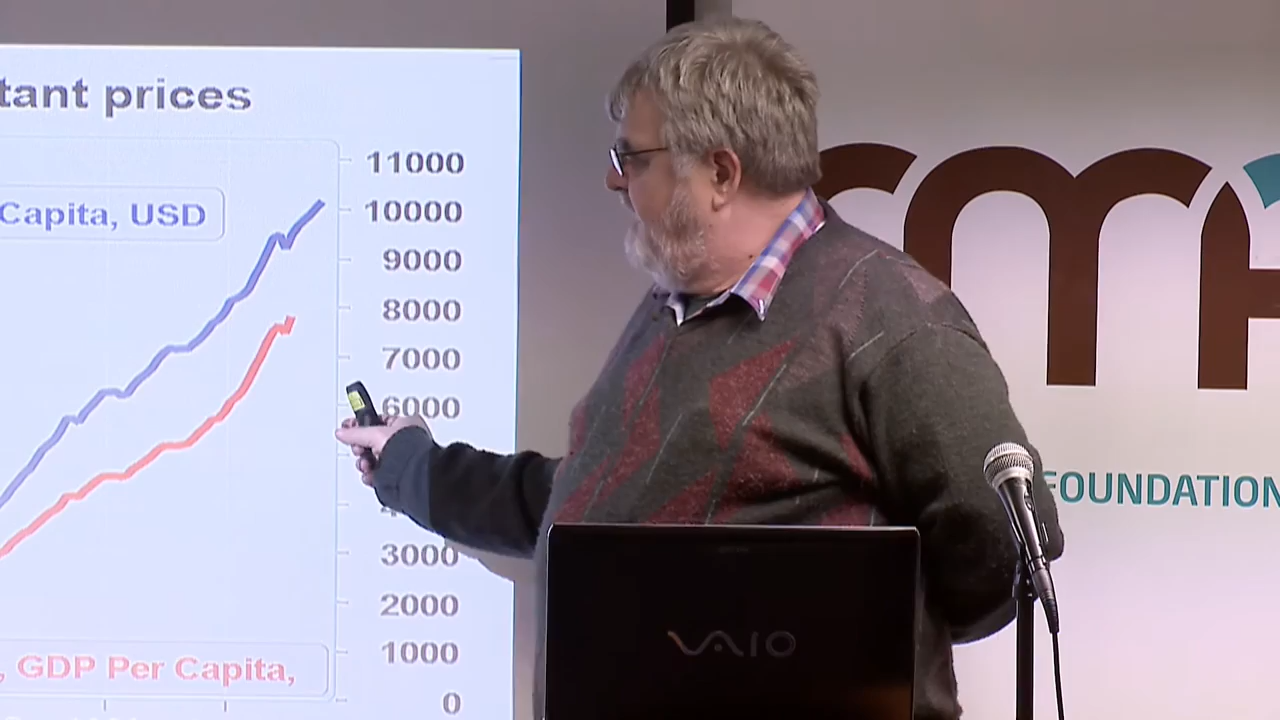 tant prices
Capita, USD
11000
10000
9000
8000
7000
6000
3000
2000
1000
0
, GDP Per Capita,
FOUNDATION
VAIO